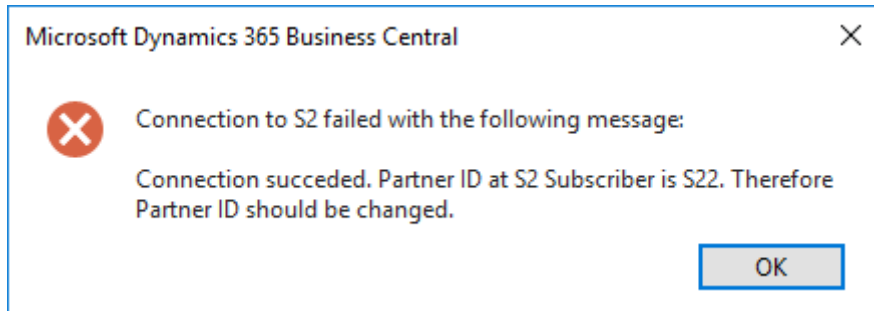 Microsoft Dynamics 365 Business Central
Connection to S2 failed with the following message:
Connection succeded. Partner ID at S2 Subscriber is S22. Therefore
Partner ID should be changed.
OK